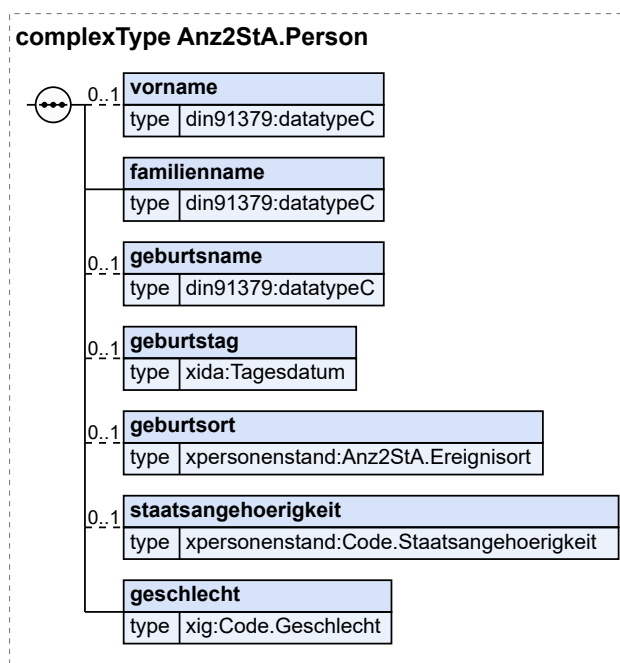 complexType Anz2StA.Person
0..1 vorname
type din91379:datatypeC
familienname
type din91379:datatypeC
0..1 geburtsname
type din91379:datatypeC
0..1 geburtstag
type xida:Tagesdatum
0..1 geburtsort
type xpersonenstand:Anz2StA.Ereignisort
0..1 staatsangehoerigkeit
type xpersonenstand:Code.Staatsangehoerigkeit
geschlecht
type xig:Code.Geschlecht